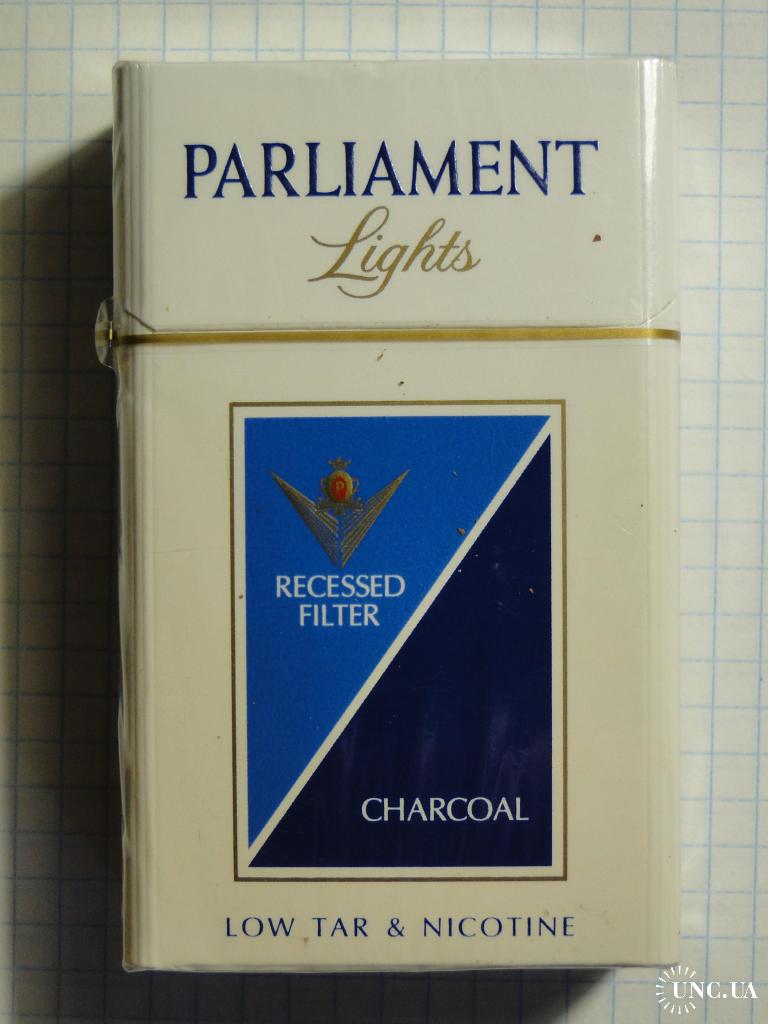 PARLIAMENT
Lights
P
RECESSED
FILTER
CHARCOAL
LOW TAR & NICOTINE
UNC.UA